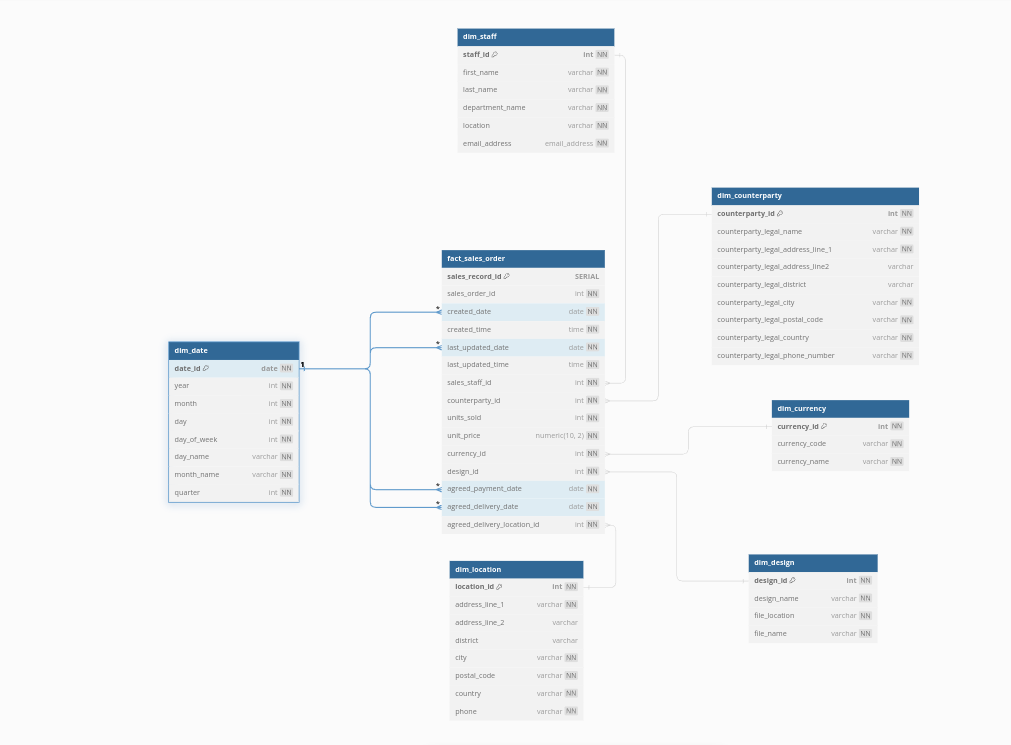 dim_staff
staff_id int NN
first_name varchar NN
last_name varchar NN
department_name varchar NN
location varchar NN
email_address email_address NN
dim_counterparty
counterparty_id int NN
counterparty_legal_name varchar NN
counterparty_legal_address_line_1 varchar NN
counterparty_legal_address_line2 varchar
counterparty_legal_district varchar
counterparty_legal_city varchar NN
counterparty_legal_postal_code varchar NN
counterparty_legal_country varchar NN
counterparty_legal_phone_number varchar NN
fact_sales_order
sales_record_id SERIAL
sales_order_id int NN
* created_date date NN
created_time time NN
* last_updated_date date NN
last_updated_time time NN
sales_staff_id int NN
counterparty_id int NN
units_sold int NN
unit_price numeric(10, 2) NN
currency_id int NN
design_id int NN
* agreed_payment_date date NN
* agreed_delivery_date date NN
agreed_delivery_location_id int NN
dim_date
date_id date NN 1
year int NN
month int NN
day int NN
day_of_week int NN
day_name varchar NN
month_name varchar NN
quarter int NN
dim_currency
currency_id int NN
currency_code varchar NN
currency_name varchar NN
dim_location
location_id int NN
address_line_1 varchar NN
address_line_2 varchar
district varchar
city varchar NN
postal_code varchar NN
country varchar NN
phone varchar NN
dim_design
design_id int NN
design_name varchar NN
file_location varchar NN
file_name varchar NN